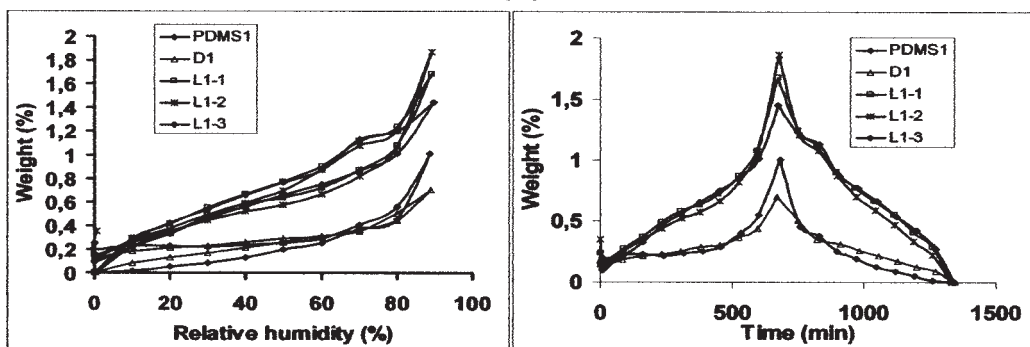 2
1,8
1,6
1,4
1,2
1
0,8
0,6
0,4
0,2
0
Weight (%)
PDMS1
D1
L1-1
L1-2
L1-3
0 20 40 60 80 100
Relative humidity (%)
2
1,5
1
0,5
0
Weight (%)
PDMS1
D1
L1-1
L1-2
L1-3
0 500 1000 1500
Time (min)